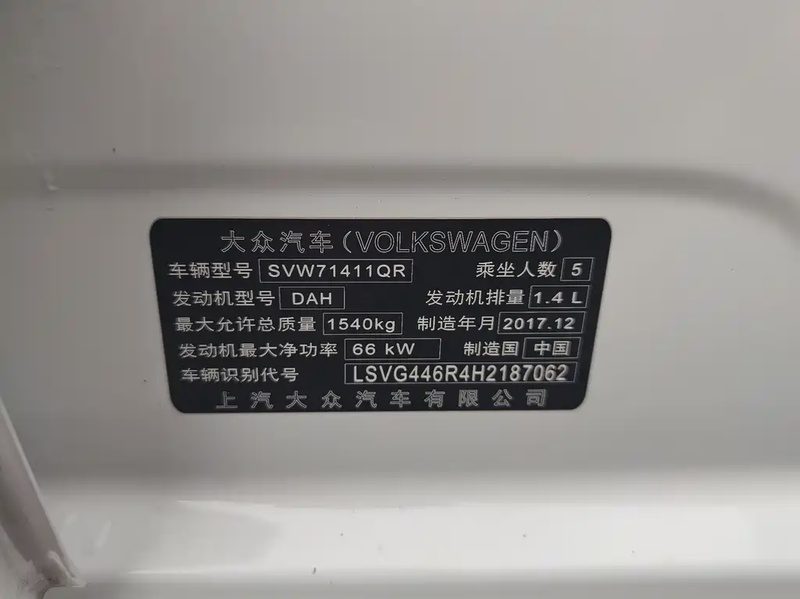 大众汽车(VOLKSWAGEN)
车辆型号 SVW71411QR 乘坐人数 5
发动机型号 DAH 发动机排量 1.4 L
最大允许总质量 1540kg 制造年月 2017.12
发动机最大净功率 66 kW 制造国 中国
车辆识别代号 LSVG446R4H2187062
上汽大众汽车有限公司